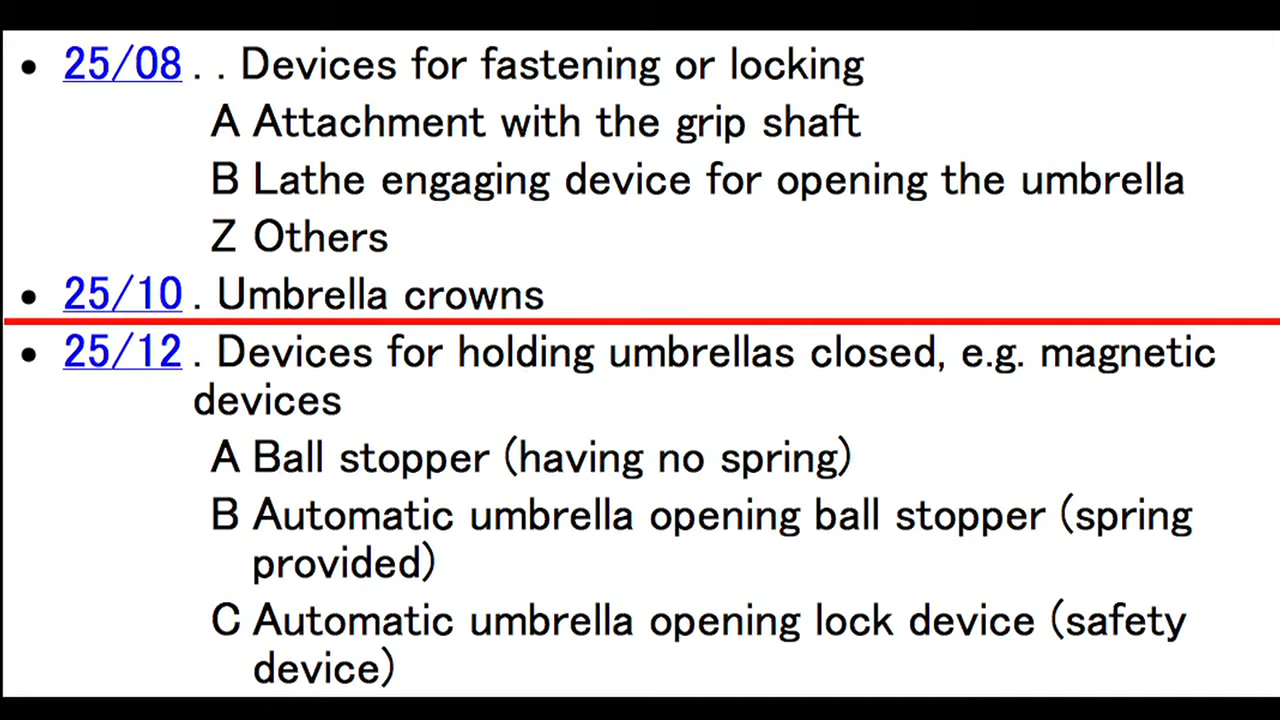 • 25/08 . . Devices for fastening or locking
A Attachment with the grip shaft
B Lathe engaging device for opening the umbrella
Z Others
• 25/10 . Umbrella crowns
• 25/12 . Devices for holding umbrellas closed, e.g. magnetic
devices
A Ball stopper (having no spring)
B Automatic umbrella opening ball stopper (spring
provided)
C Automatic umbrella opening lock device (safety
device)